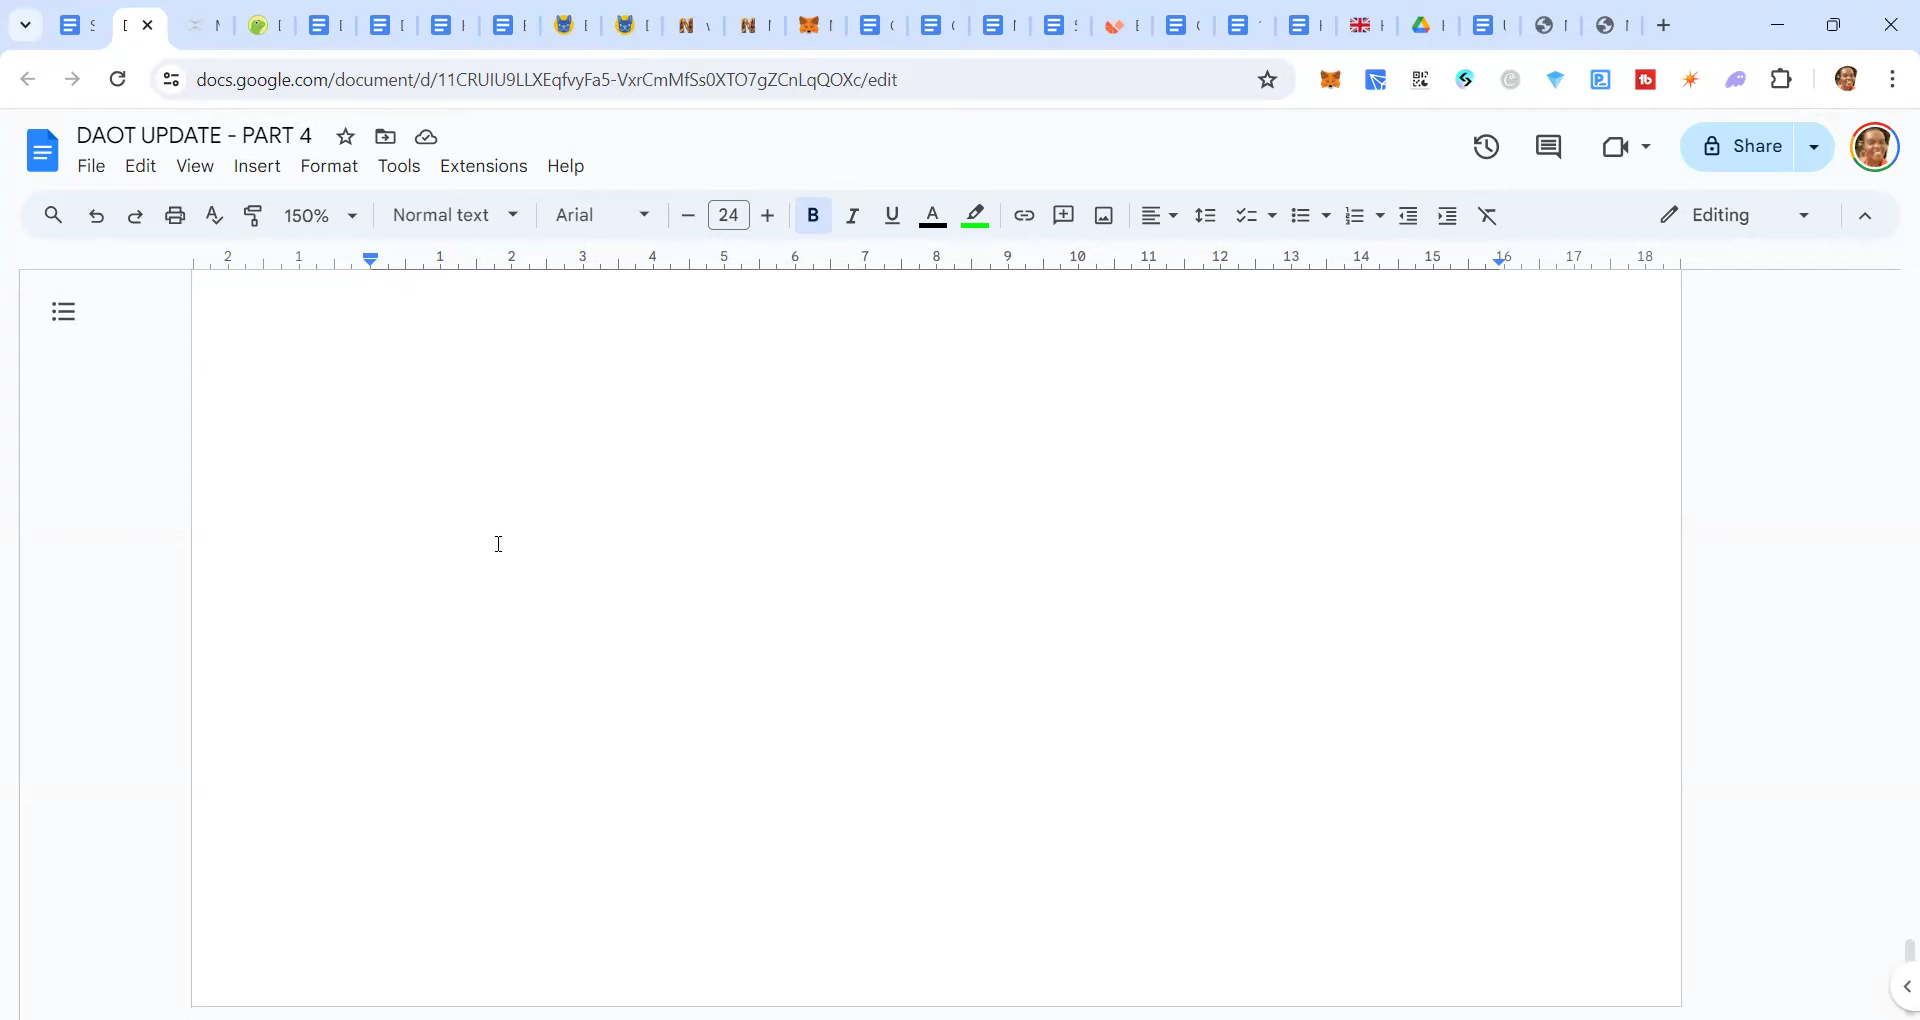 docs.google.com/document/d/11CRUIU9LLXEqfvyFa5-VxrCmMfSs0XTO7gZCnLqQOXc/edit
DAOT UPDATE - PART 4
Share
File Edit View Insert Format Tools Extensions Help
150% Normal text Arial 24 B I U A Editing
2 1 1 2 3 4 5 6 7 8 9 10 11 12 13 14 15 16 17 18